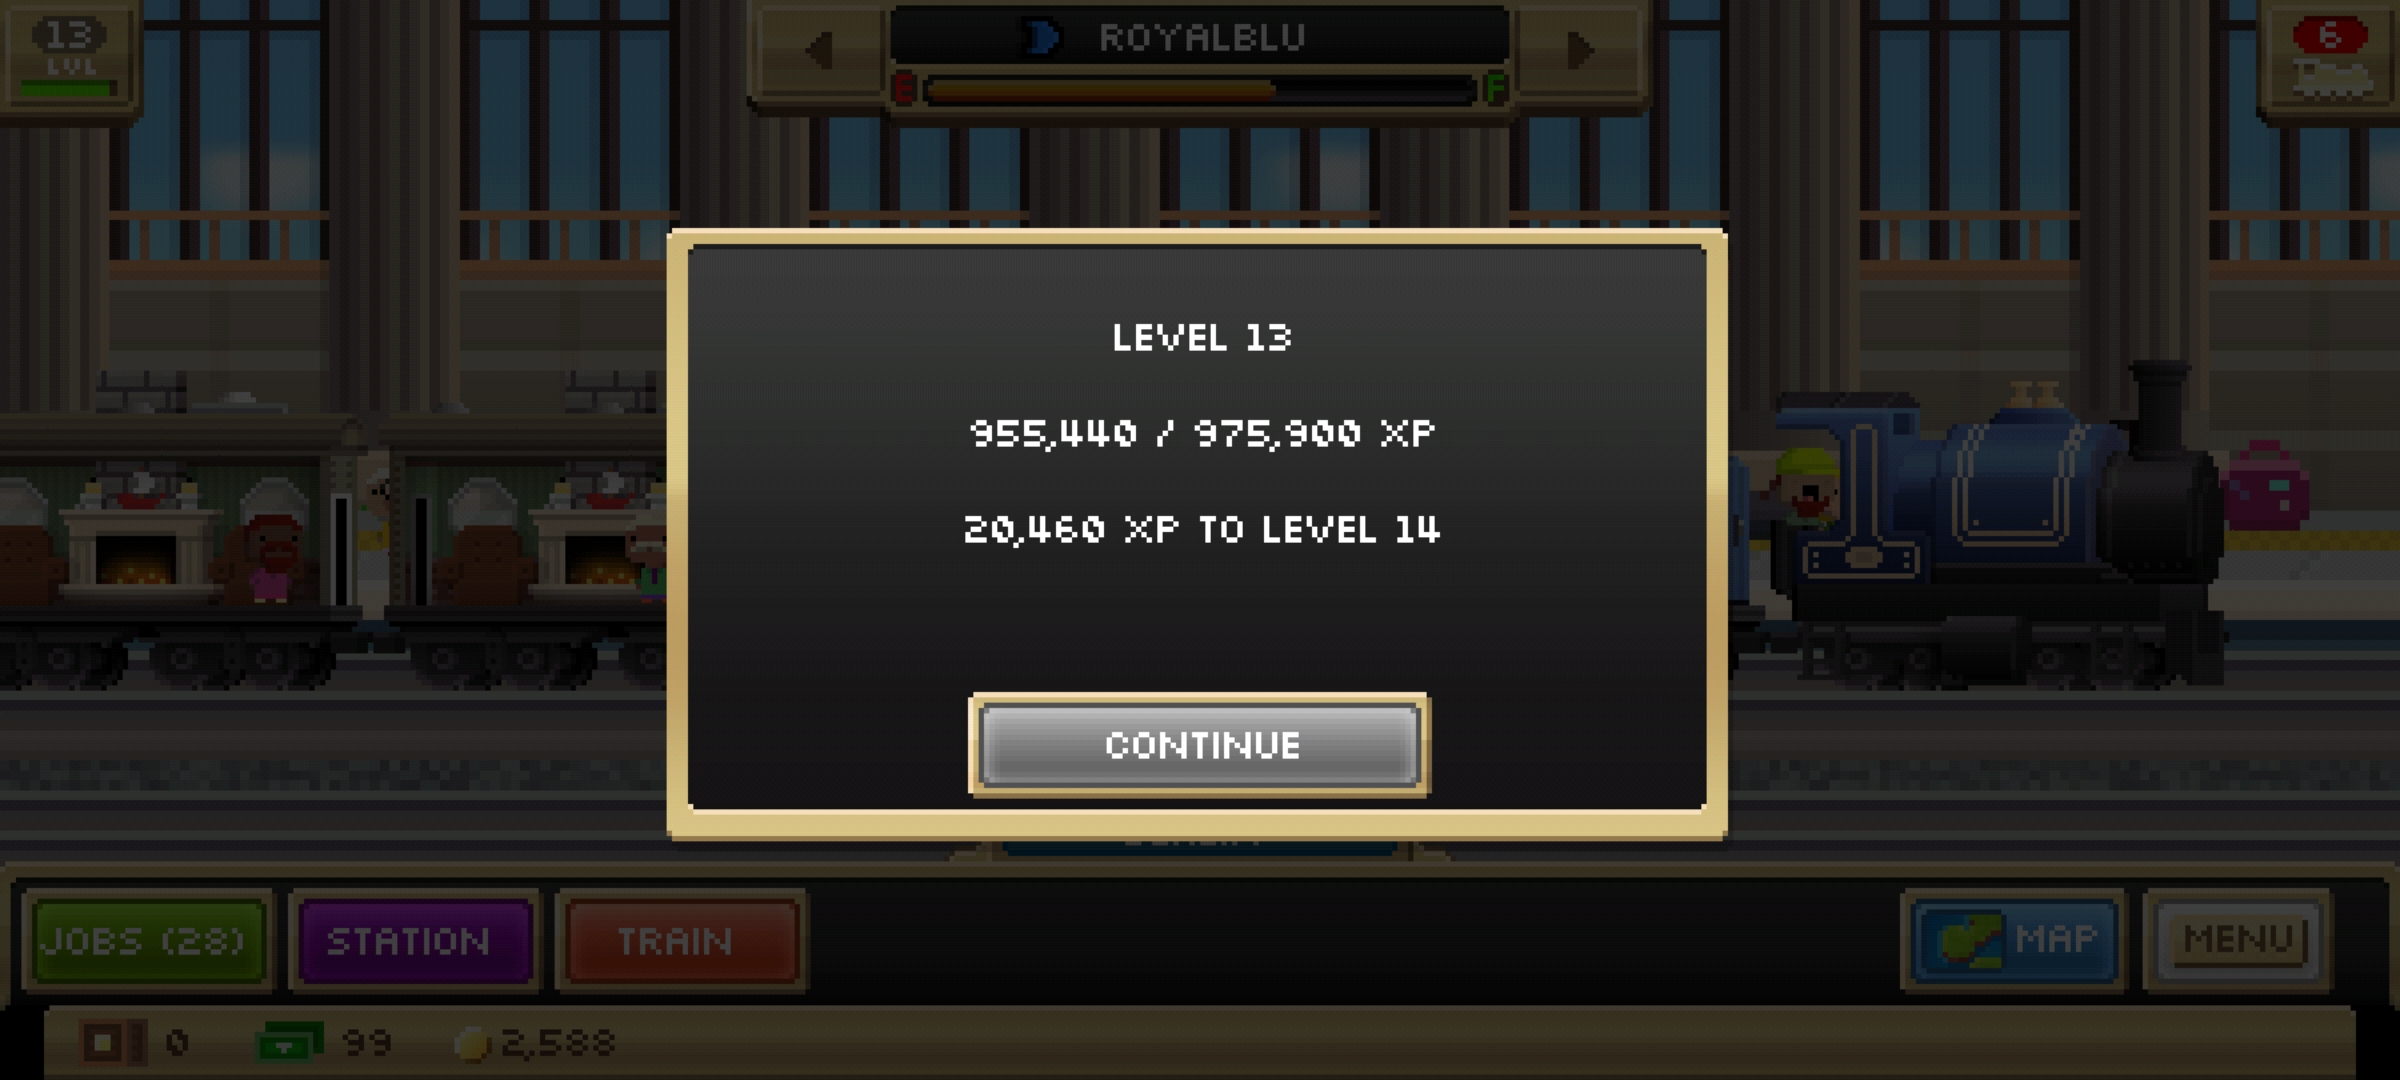 13
LVL
ROYALBLU
E F
6
LEVEL 13
955,440 / 975,900 XP
20,460 XP TO LEVEL 14
CONTINUE
JOBS (28)
STATION
TRAIN
MAP
MENU
0
99
2,588